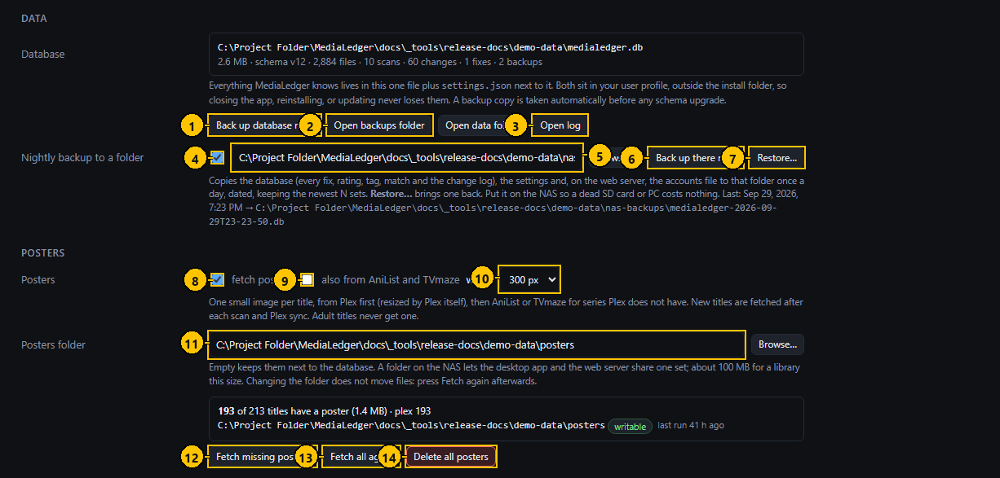 DATA
Database
C:\Project Folder\MediaLedger\docs\_tools\release-docs\demo-data\medialedger.db
2.6 MB · schema v12 · 2,884 files · 10 scans · 60 changes · 1 fixes · 2 backups
Everything MediaLedger knows lives in this one file plus settings.json next to it. Both sit in your user profile, outside the install folder, so
closing the app, reinstalling, or updating never loses them. A backup copy is taken automatically before any schema upgrade.
1 Back up database 2 Open backups folder Open data 3 Open log
Nightly backup to a folder 4 C:\Project Folder\MediaLedger\docs\_tools\release-docs\demo-data\na 5 6 Back up there 7 Restore...
Copies the database (every fix, rating, tag, match and the change log), the settings and, on the web server, the accounts file to that folder once a
day, dated, keeping the newest N sets. Restore... brings one back. Put it on the NAS so a dead SD card or PC costs nothing. Last: Sep 29, 2026,
7:23 PM → C:\Project Folder\MediaLedger\docs\_tools\release-docs\demo-data\nas-backups\medialedger-2026-09-
29T23-23-50.db
POSTERS
Posters 8 fetch 9 also from AniList and TVmaze 10 300 px
One small image per title, from Plex first (resized by Plex itself), then AniList or TVmaze for series Plex does not have. New titles are fetched after
each scan and Plex sync. Adult titles never get one.
Posters folder 11 C:\Project Folder\MediaLedger\docs\_tools\release-docs\demo-data\posters Browse...
Empty keeps them next to the database. A folder on the NAS lets the desktop app and the web server share one set; about 100 MB for a library
this size. Changing the folder does not move files: press Fetch again afterwards.
193 of 213 titles have a poster (1.4 MB) · plex 193
C:\Project Folder\MediaLedger\docs\_tools\release-docs\demo-data\posters writable last run 41 h ago
12 Fetch missing 13 Fetch all 14 Delete all posters